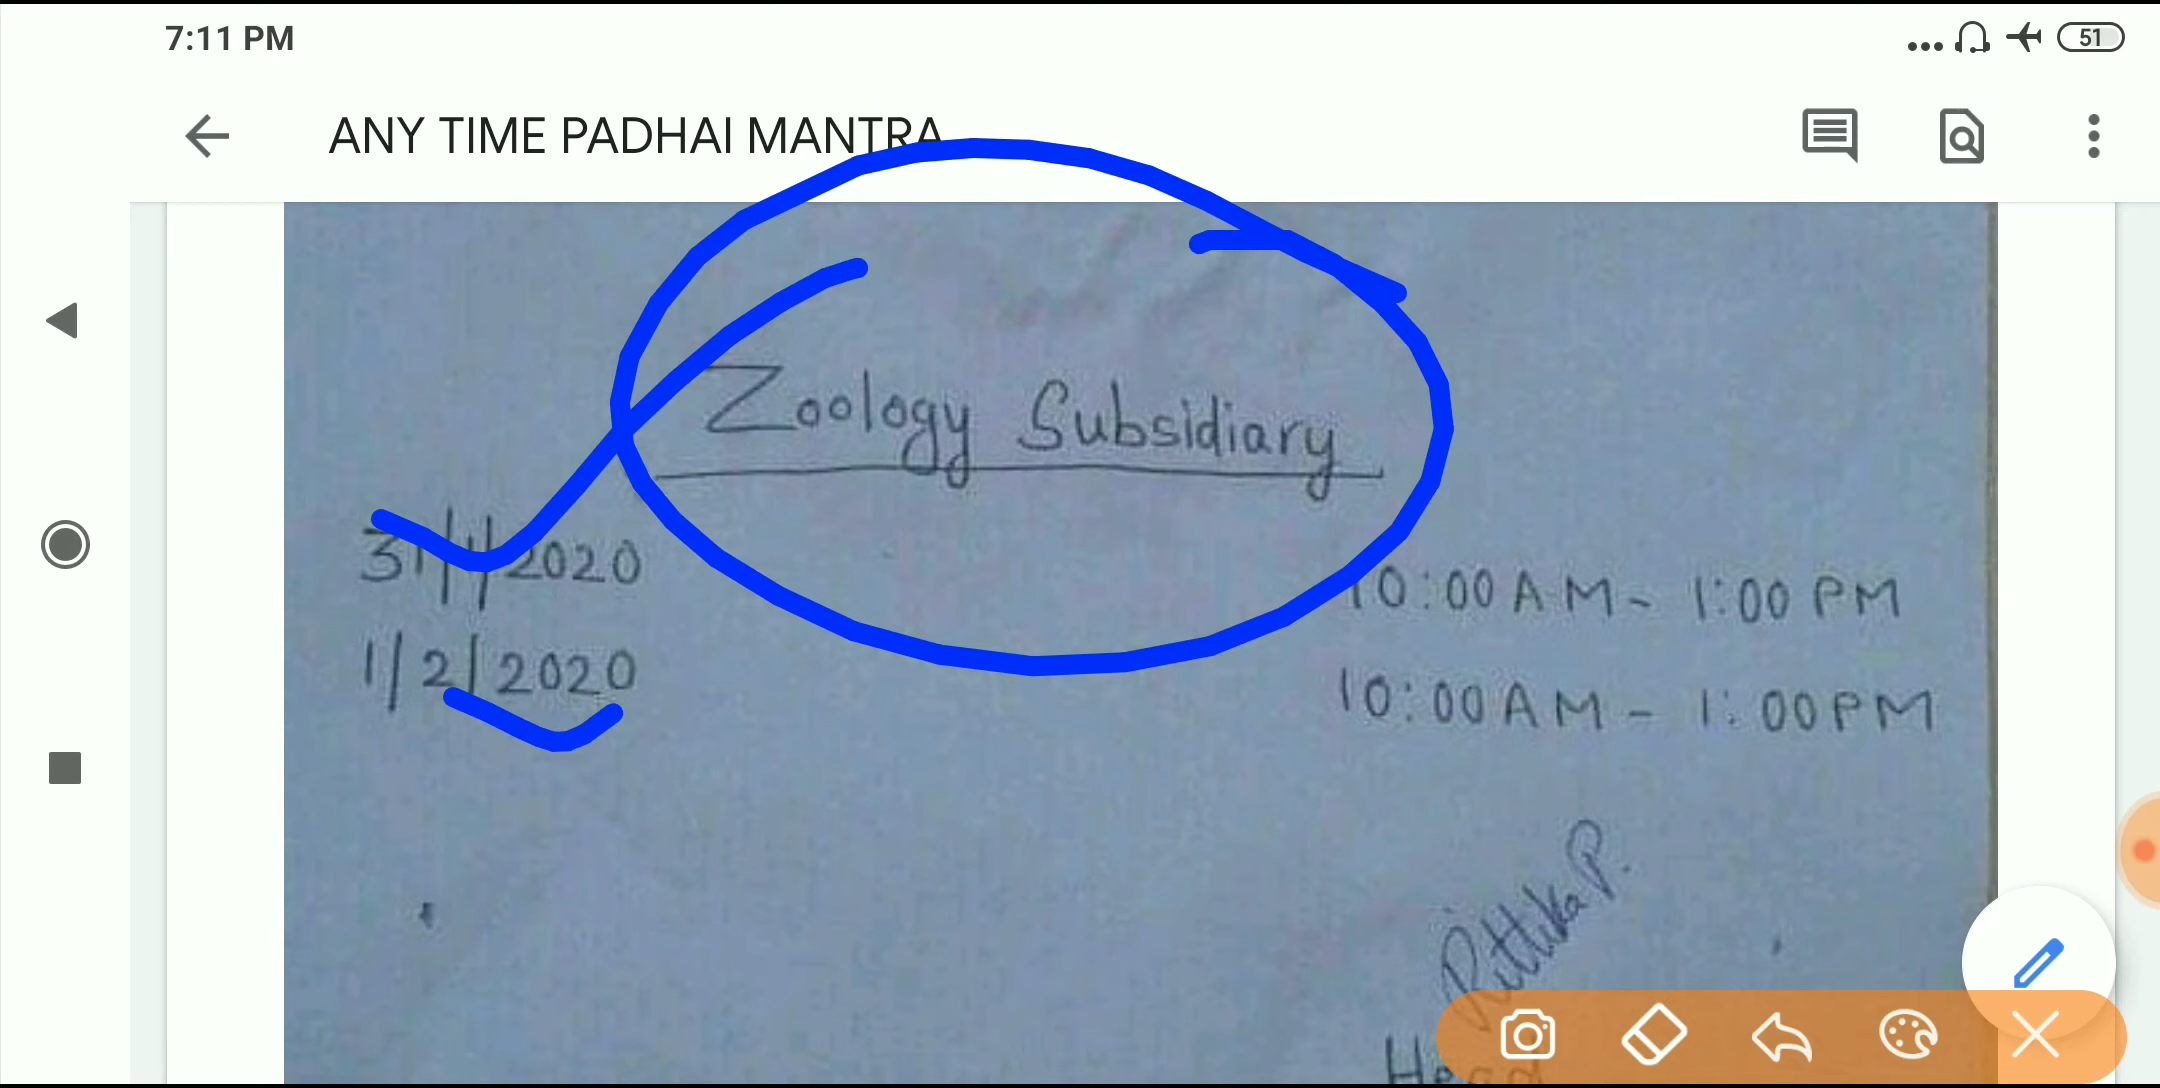 7:11 PM
51
ANY TIME PADHAI MANTRA
Zoology Subsidiary
31/1/2020 10:00 AM - 1:00 PM
1/2/2020 10:00 AM - 1:00 PM